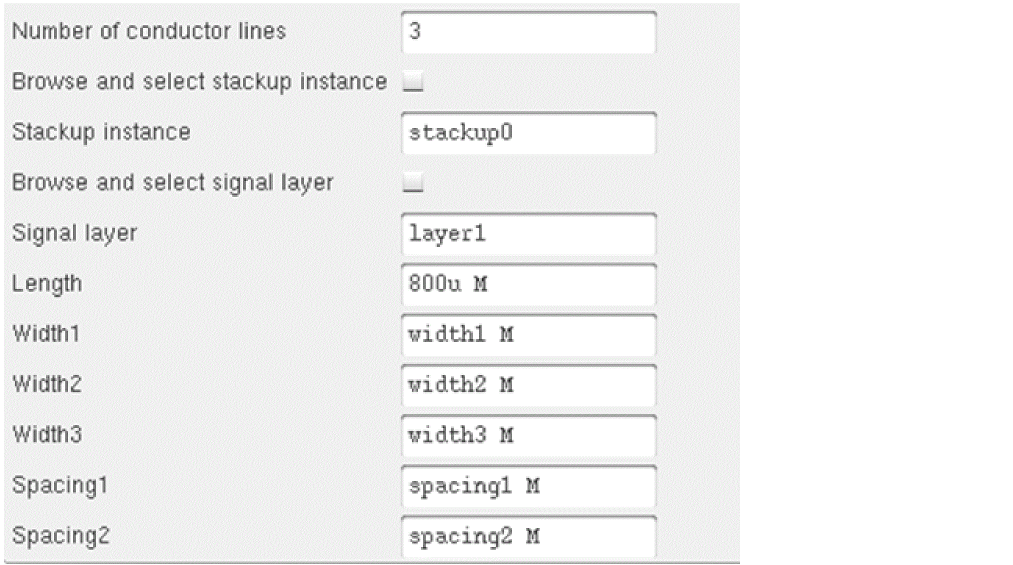 Number of conductor lines 3
Browse and select stackup instance
Stackup instance stackup0
Browse and select signal layer
Signal layer layer1
Length 800u M
Width1 width1 M
Width2 width2 M
Width3 width3 M
Spacing1 spacing1 M
Spacing2 spacing2 M